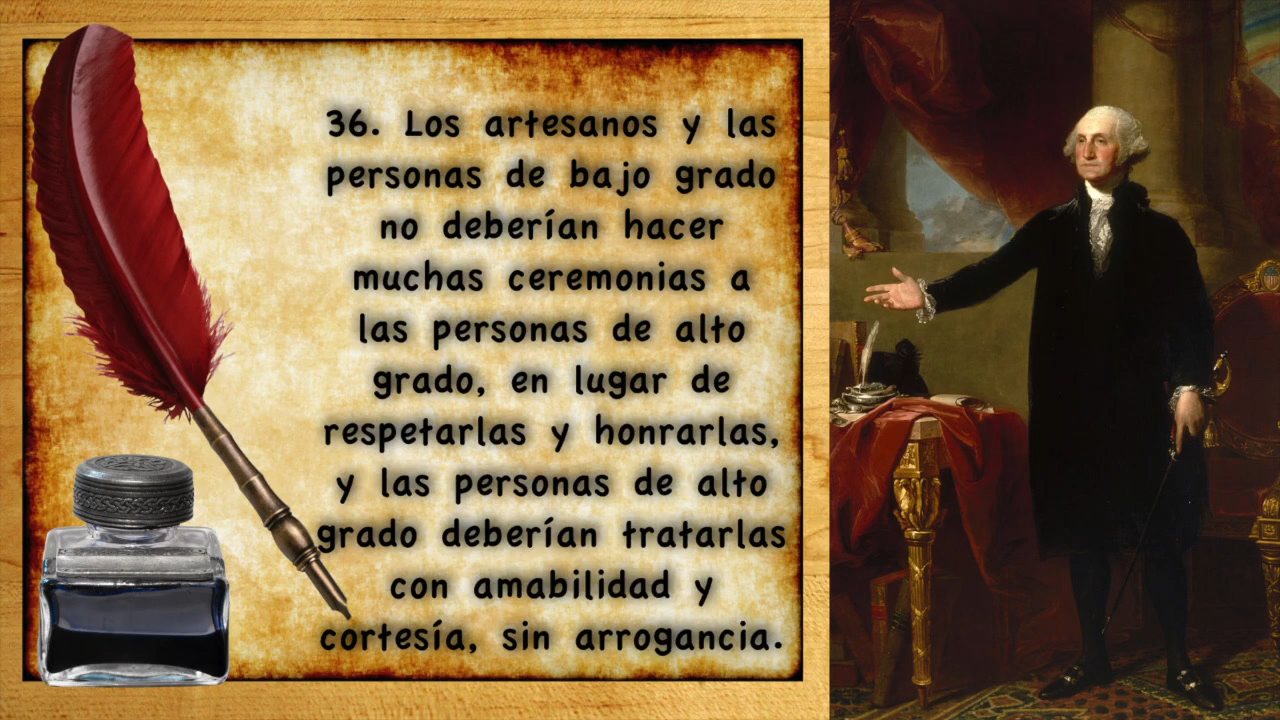 36. Los artesanos y las
personas de bajo grado
no deberían hacer
muchas ceremonias a
las personas de alto
grado, en lugar de
respetarlas y honrarlas,
y las personas de alto
grado deberían tratarlas
con amabilidad y
cortesía, sin arrogancia.